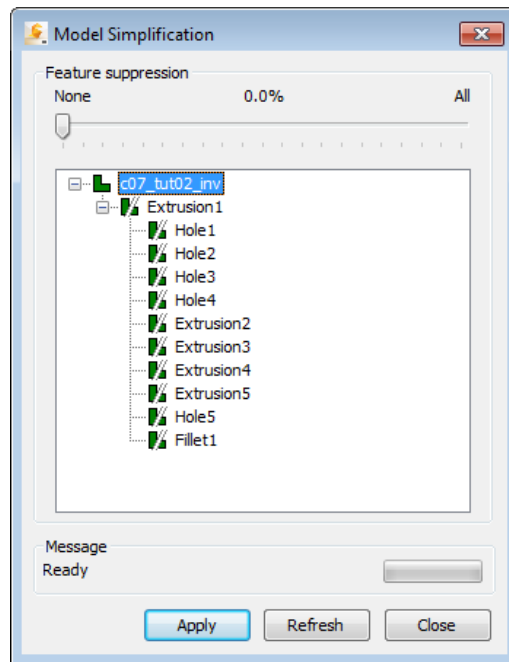 Model Simplification
Feature suppression
None 0.0% All
c07_tut02_inv
Extrusion1
Hole1
Hole2
Hole3
Hole4
Extrusion2
Extrusion3
Extrusion4
Extrusion5
Hole5
Fillet1
Message
Ready
Apply Refresh Close